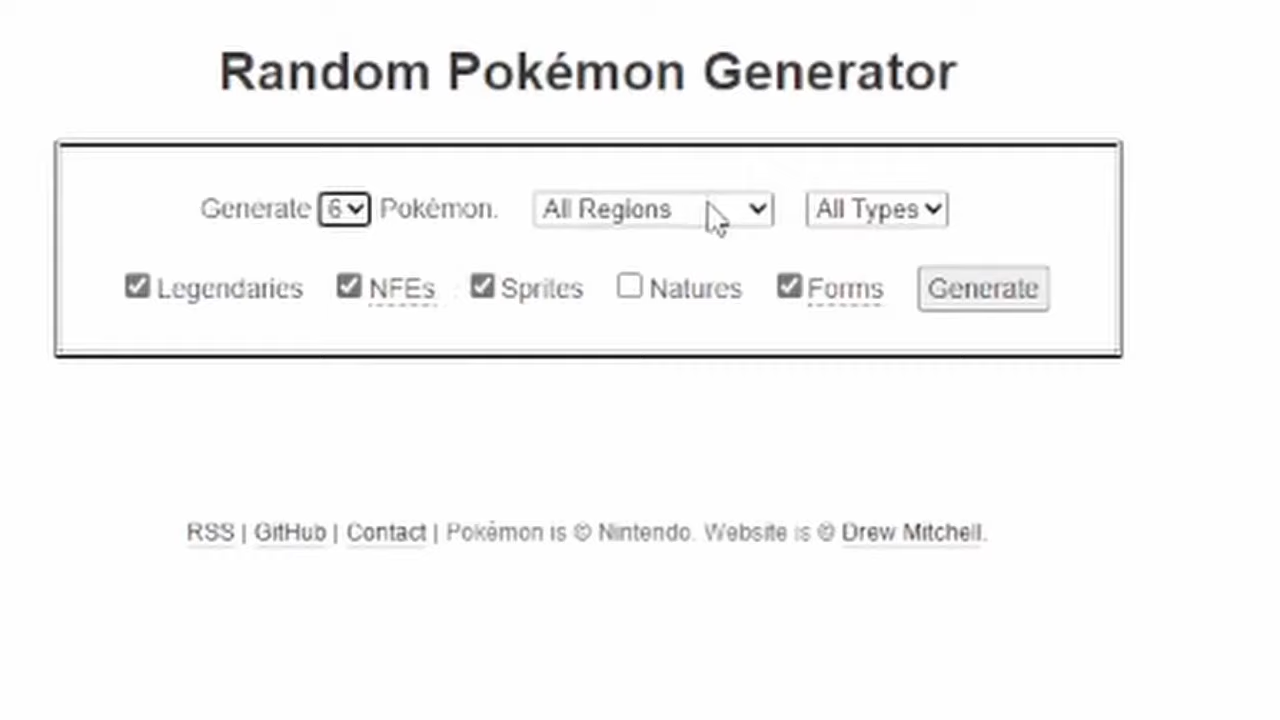 Random Pokémon Generator
Generate 6 Pokémon. All Regions All Types
Legendaries NFEs Sprites Natures Forms Generate
RSS | GitHub | Contact | Pokémon is © Nintendo. Website is © Drew Mitchell.